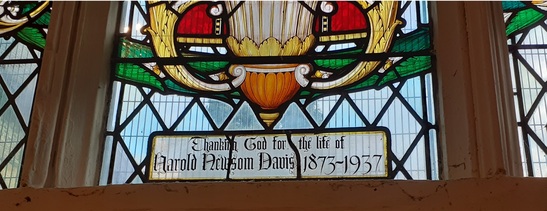 Thanking God for the life of
Harold Newsom Davis 1873-1937